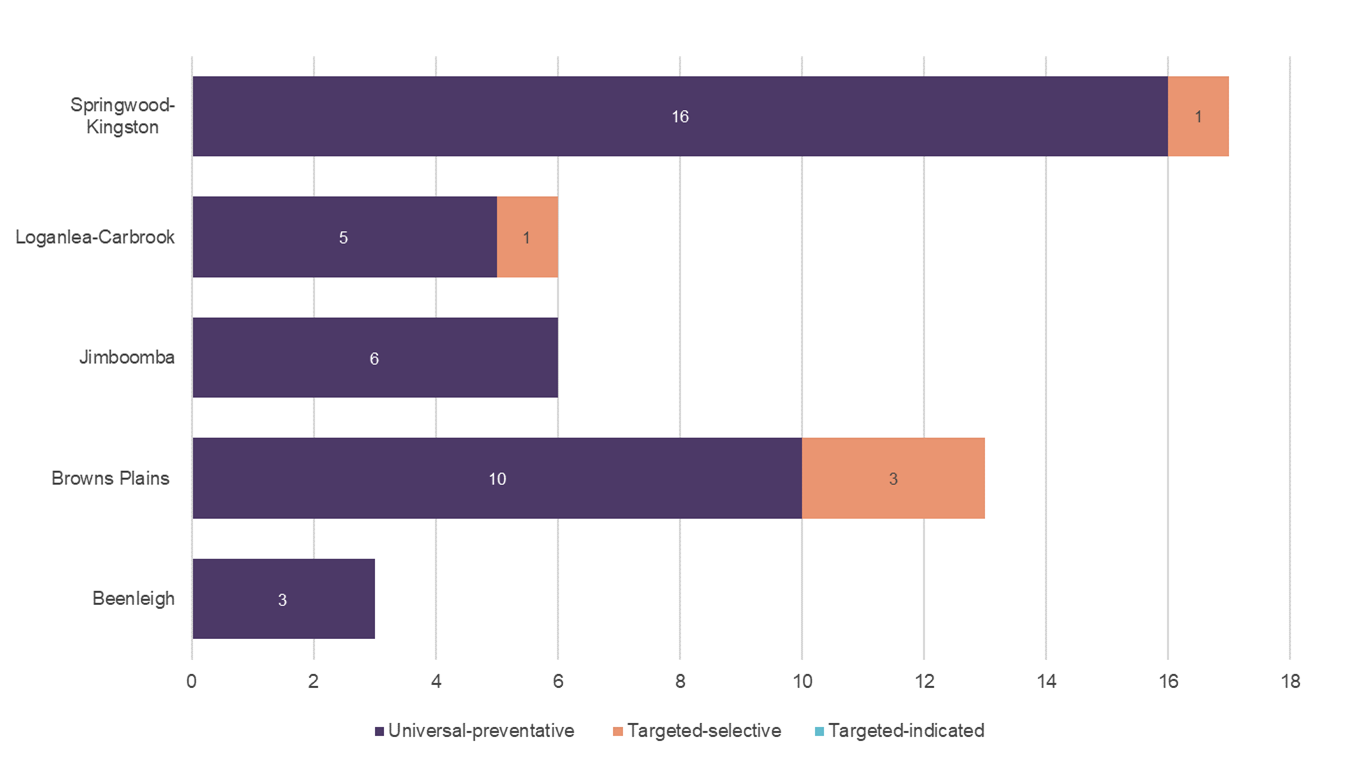 Springwood-
Kingston
16
1
Loganlea-Carbrook
5
1
Jimboomba
6
Browns Plains
10
3
Beenleigh
3
0 2 4 6 8 10 12 14 16 18
Universal-preventative Targeted-selective Targeted-indicated